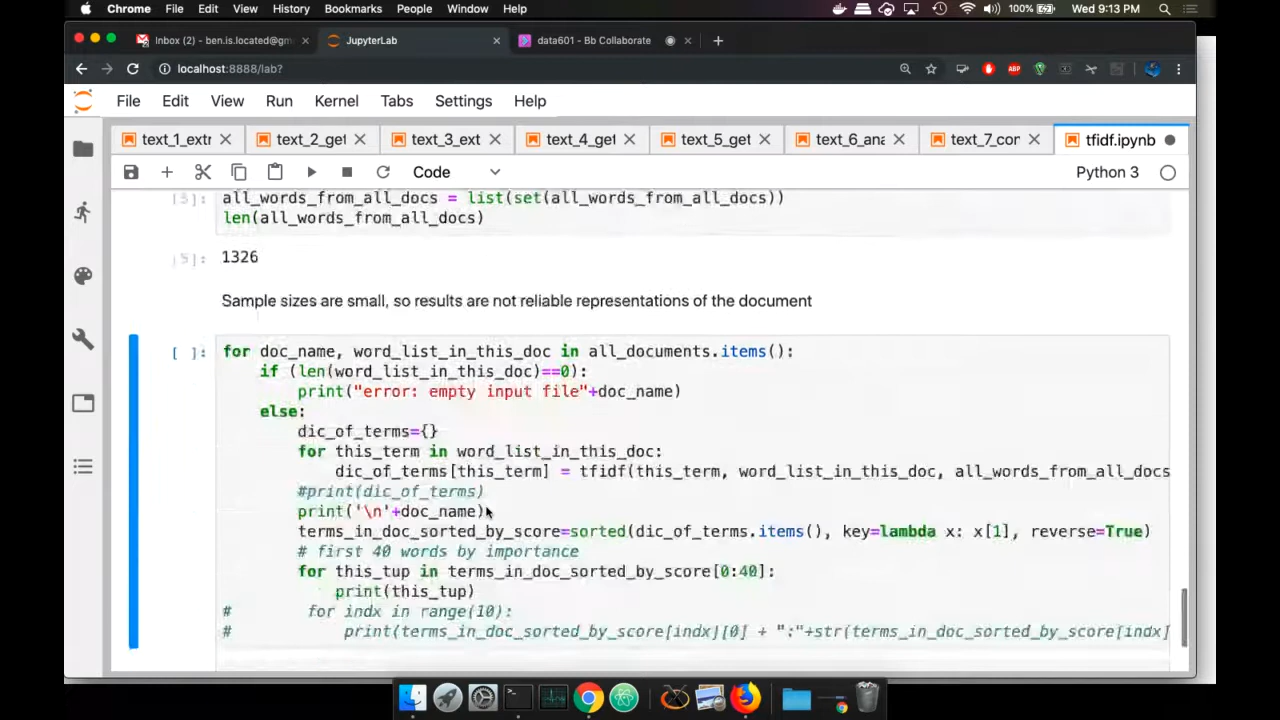 Chrome File Edit View History Bookmarks People Window Help 100% Wed 9:13 PM
Inbox (2) - ben.is.located@gm JupyterLab data601 - Bb Collaborate
localhost:8888/lab?
ABP
File Edit View Run Kernel Tabs Settings Help
text_1_extr text_2_get text_3_ext text_4_get text_5_get text_6_ana text_7_con tfidf.ipynb
Code Python 3
[5]: all_words_from_all_docs = list(set(all_words_from_all_docs))
len(all_words_from_all_docs)
[5]: 1326
Sample sizes are small, so results are not reliable representations of the document
[ ]: for doc_name, word_list_in_this_doc in all_documents.items():
if (len(word_list_in_this_doc)==0):
print("error: empty input file"+doc_name)
else:
dic_of_terms={}
for this_term in word_list_in_this_doc:
dic_of_terms[this_term] = tfidf(this_term, word_list_in_this_doc, all_words_from_all_docs
#print(dic_of_terms)
print('\n'+doc_name)
terms_in_doc_sorted_by_score=sorted(dic_of_terms.items(), key=lambda x: x[1], reverse=True)
# first 40 words by importance
for this_tup in terms_in_doc_sorted_by_score[0:40]:
print(this_tup)
# for indx in range(10):
# print(terms_in_doc_sorted_by_score[indx][0] + ":"+str(terms_in_doc_sorted_by_score[indx]